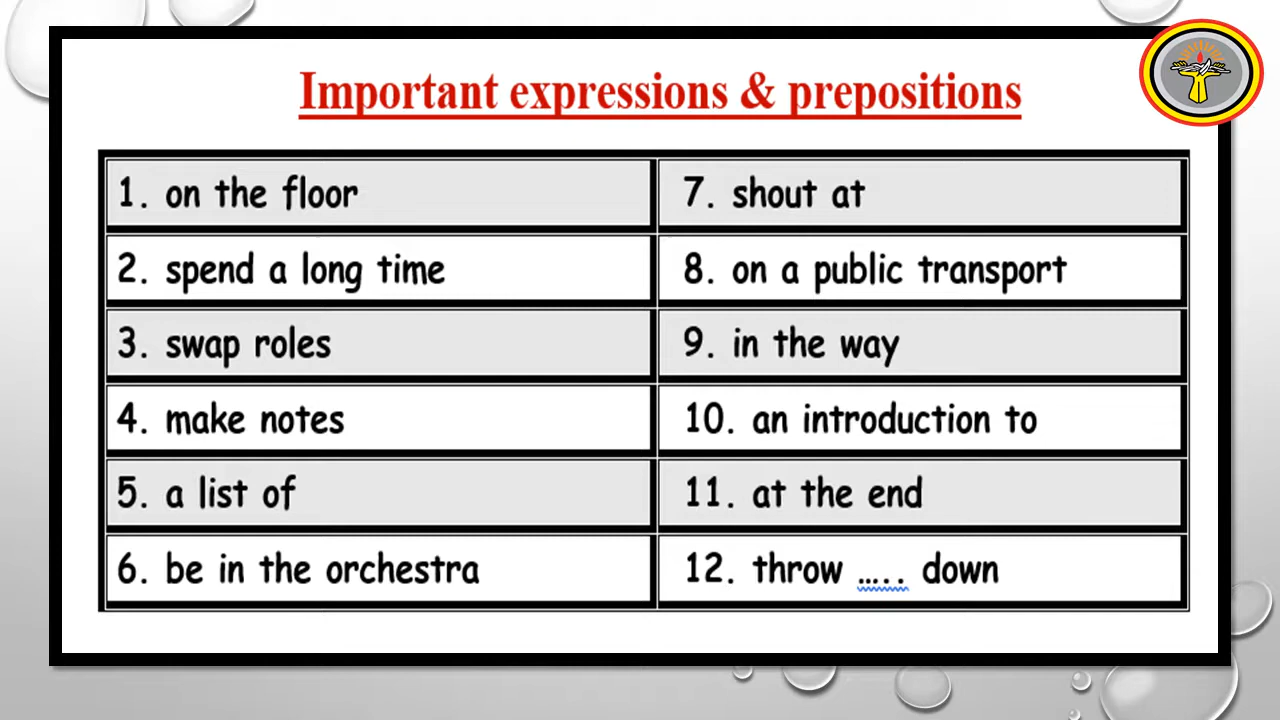 Important expressions & prepositions
1. on the floor
7. shout at
2. spend a long time
8. on a public transport
3. swap roles
9. in the way
4. make notes
10. an introduction to
5. a list of
11. at the end
6. be in the orchestra
12. throw ….. down